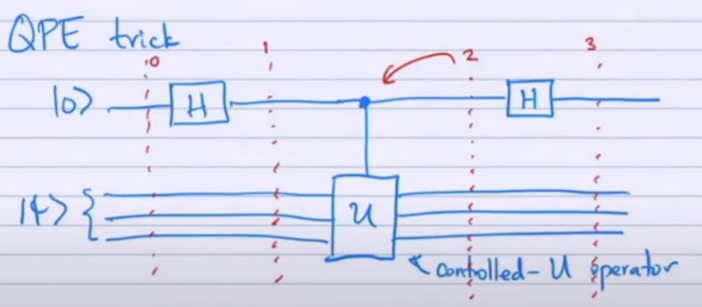 QPE trick
0 1 2 3
|0> H H
|ψ> U
controlled-U operator